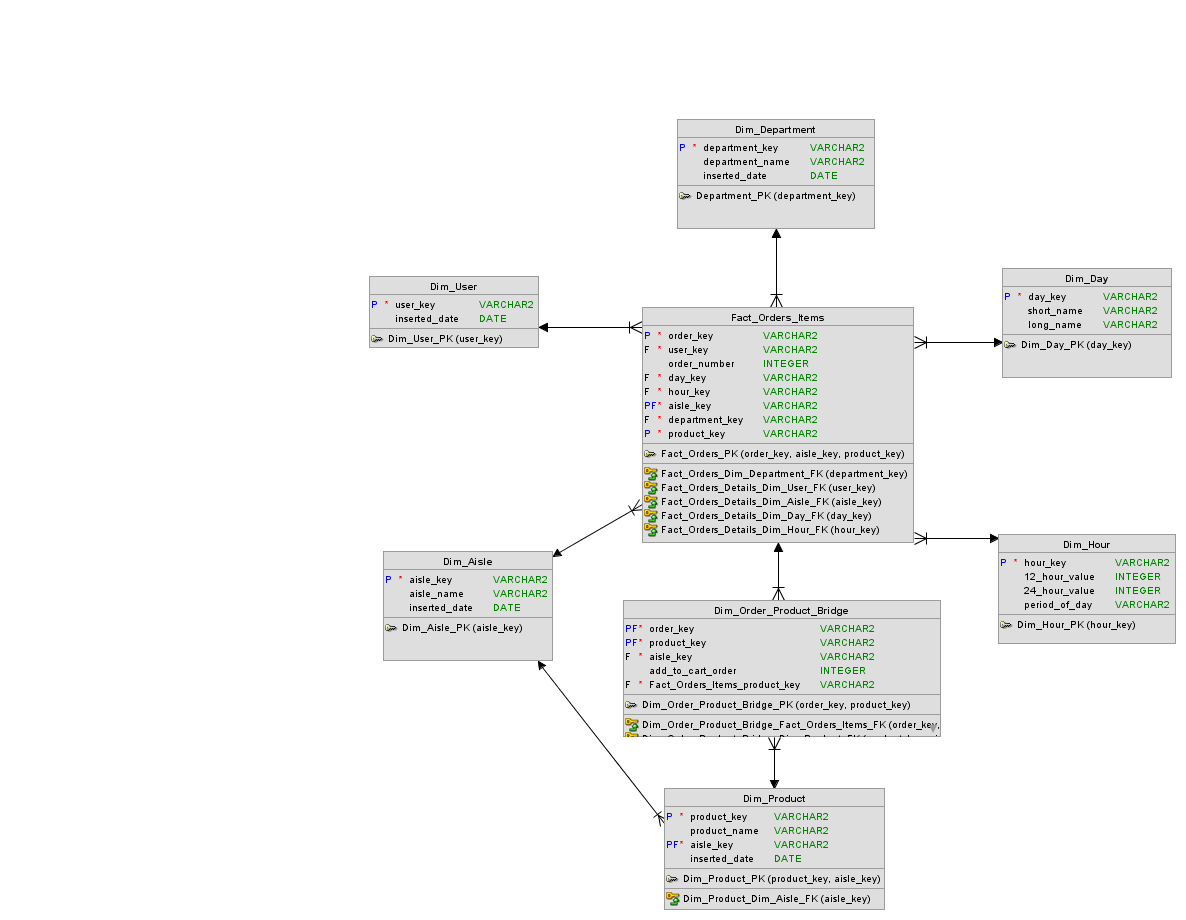 Dim_Department
P * department_key VARCHAR2
department_name VARCHAR2
inserted_date DATE
Department_PK (department_key)
Dim_User
P * user_key VARCHAR2
inserted_date DATE
Dim_User_PK (user_key)
Dim_Day
P * day_key VARCHAR2
short_name VARCHAR2
long_name VARCHAR2
Dim_Day_PK (day_key)
Fact_Orders_Items
P * order_key VARCHAR2
F * user_key VARCHAR2
order_number INTEGER
F * day_key VARCHAR2
F * hour_key VARCHAR2
PF* aisle_key VARCHAR2
F * department_key VARCHAR2
P * product_key VARCHAR2
Fact_Orders_PK (order_key, aisle_key, product_key)
Fact_Orders_Dim_Department_FK (department_key)
Fact_Orders_Details_Dim_User_FK (user_key)
Fact_Orders_Details_Dim_Aisle_FK (aisle_key)
Fact_Orders_Details_Dim_Day_FK (day_key)
Fact_Orders_Details_Dim_Hour_FK (hour_key)
Dim_Aisle
P * aisle_key VARCHAR2
aisle_name VARCHAR2
inserted_date DATE
Dim_Aisle_PK (aisle_key)
Dim_Hour
P * hour_key VARCHAR2
12_hour_value INTEGER
24_hour_value INTEGER
period_of_day VARCHAR2
Dim_Hour_PK (hour_key)
Dim_Order_Product_Bridge
PF* order_key VARCHAR2
PF* product_key VARCHAR2
F * aisle_key VARCHAR2
add_to_cart_order INTEGER
F * Fact_Orders_Items_product_key VARCHAR2
Dim_Order_Product_Bridge_PK (order_key, product_key)
Dim_Order_Product_Bridge_Fact_Orders_Items_FK (order_key,
Dim_Product
P * product_key VARCHAR2
product_name VARCHAR2
PF* aisle_key VARCHAR2
inserted_date DATE
Dim_Product_PK (product_key, aisle_key)
Dim_Product_Dim_Aisle_FK (aisle_key)